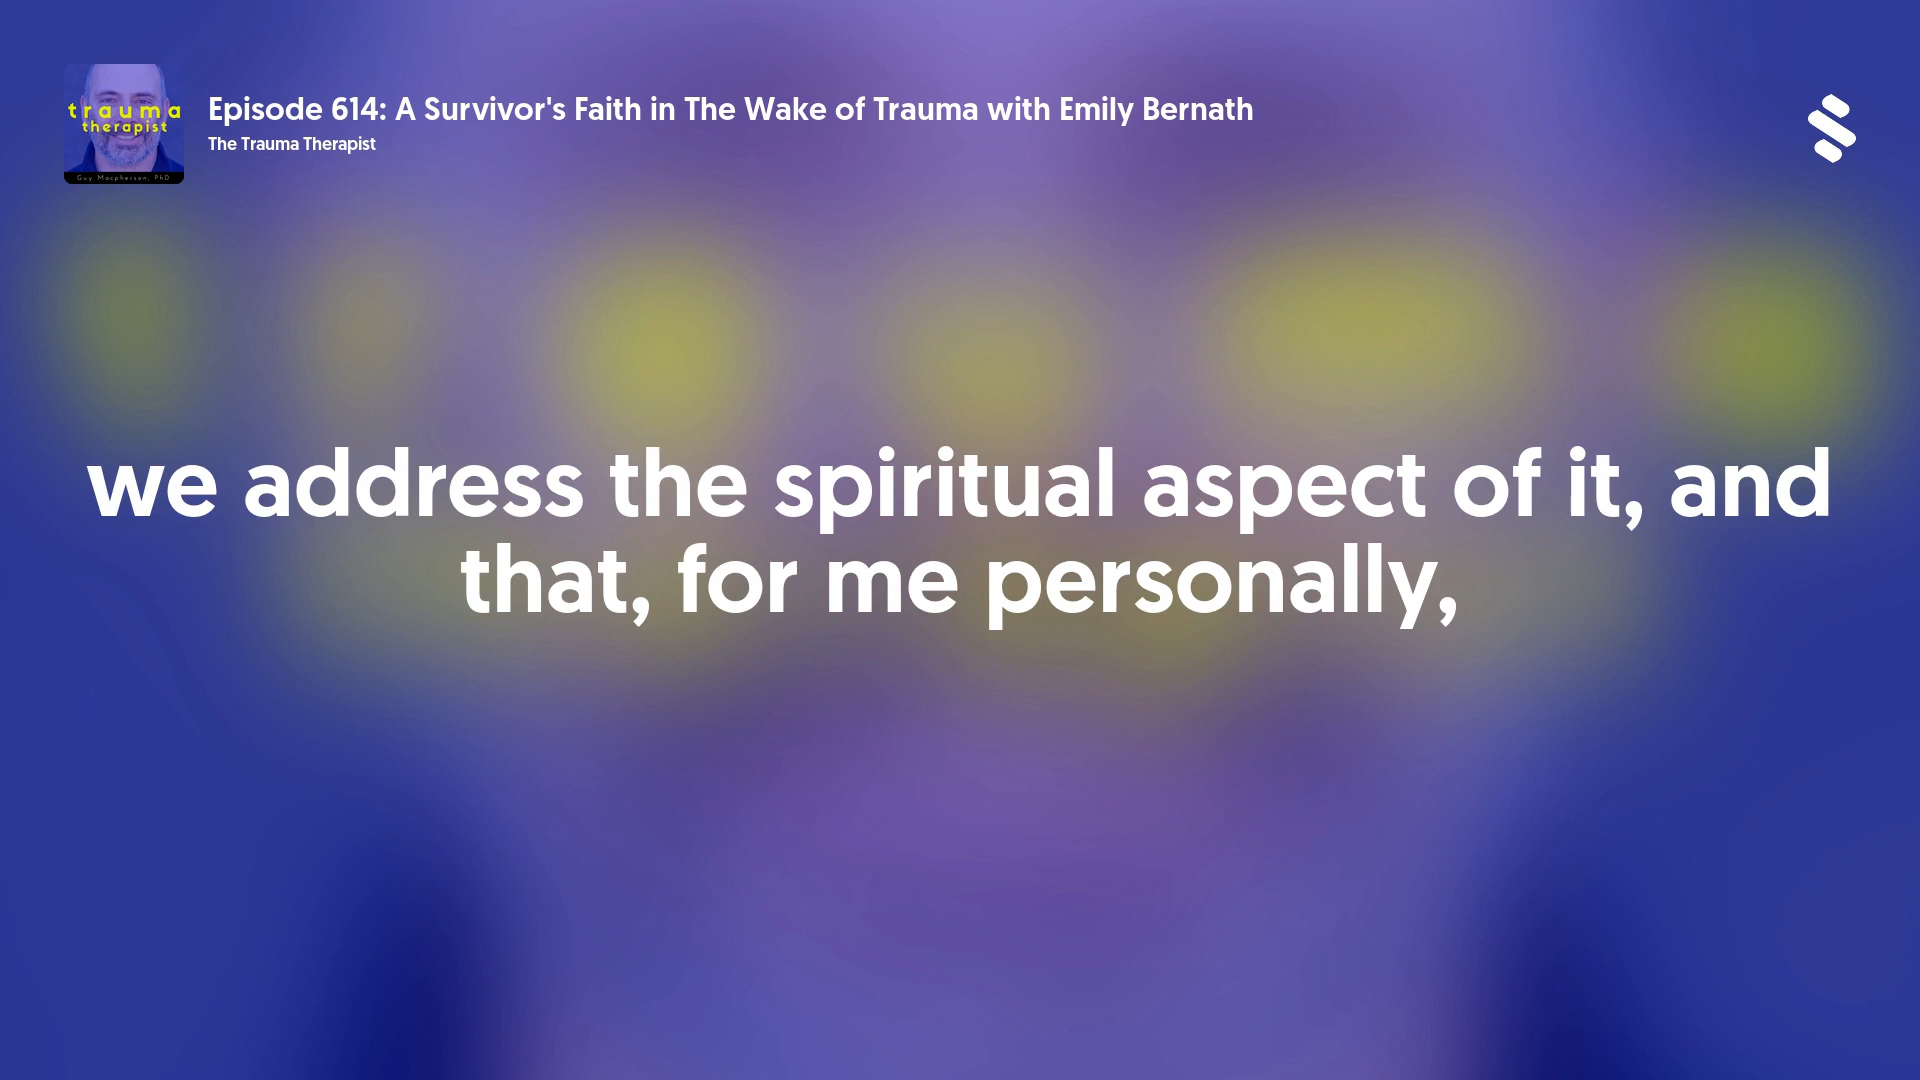 trauma
therapist
Guy Macpherson, PhD
Episode 614: A Survivor's Faith in The Wake of Trauma with Emily Bernath
The Trauma Therapist
we address the spiritual aspect of it, and
that, for me personally,